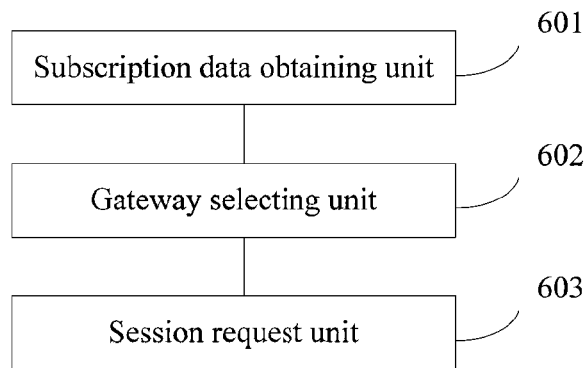 601
Subscription data obtaining unit
602
Gateway selecting unit
603
Session request unit